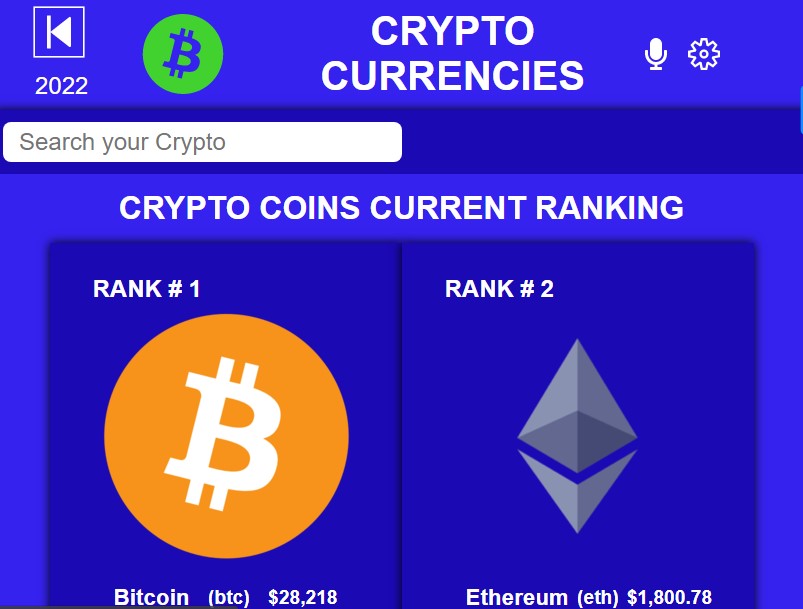 CRYPTO
CURRENCIES
2022
Search your Crypto
CRYPTO COINS CURRENT RANKING
RANK # 1
RANK # 2
Bitcoin (btc) $28,218
Ethereum (eth) $1,800.78